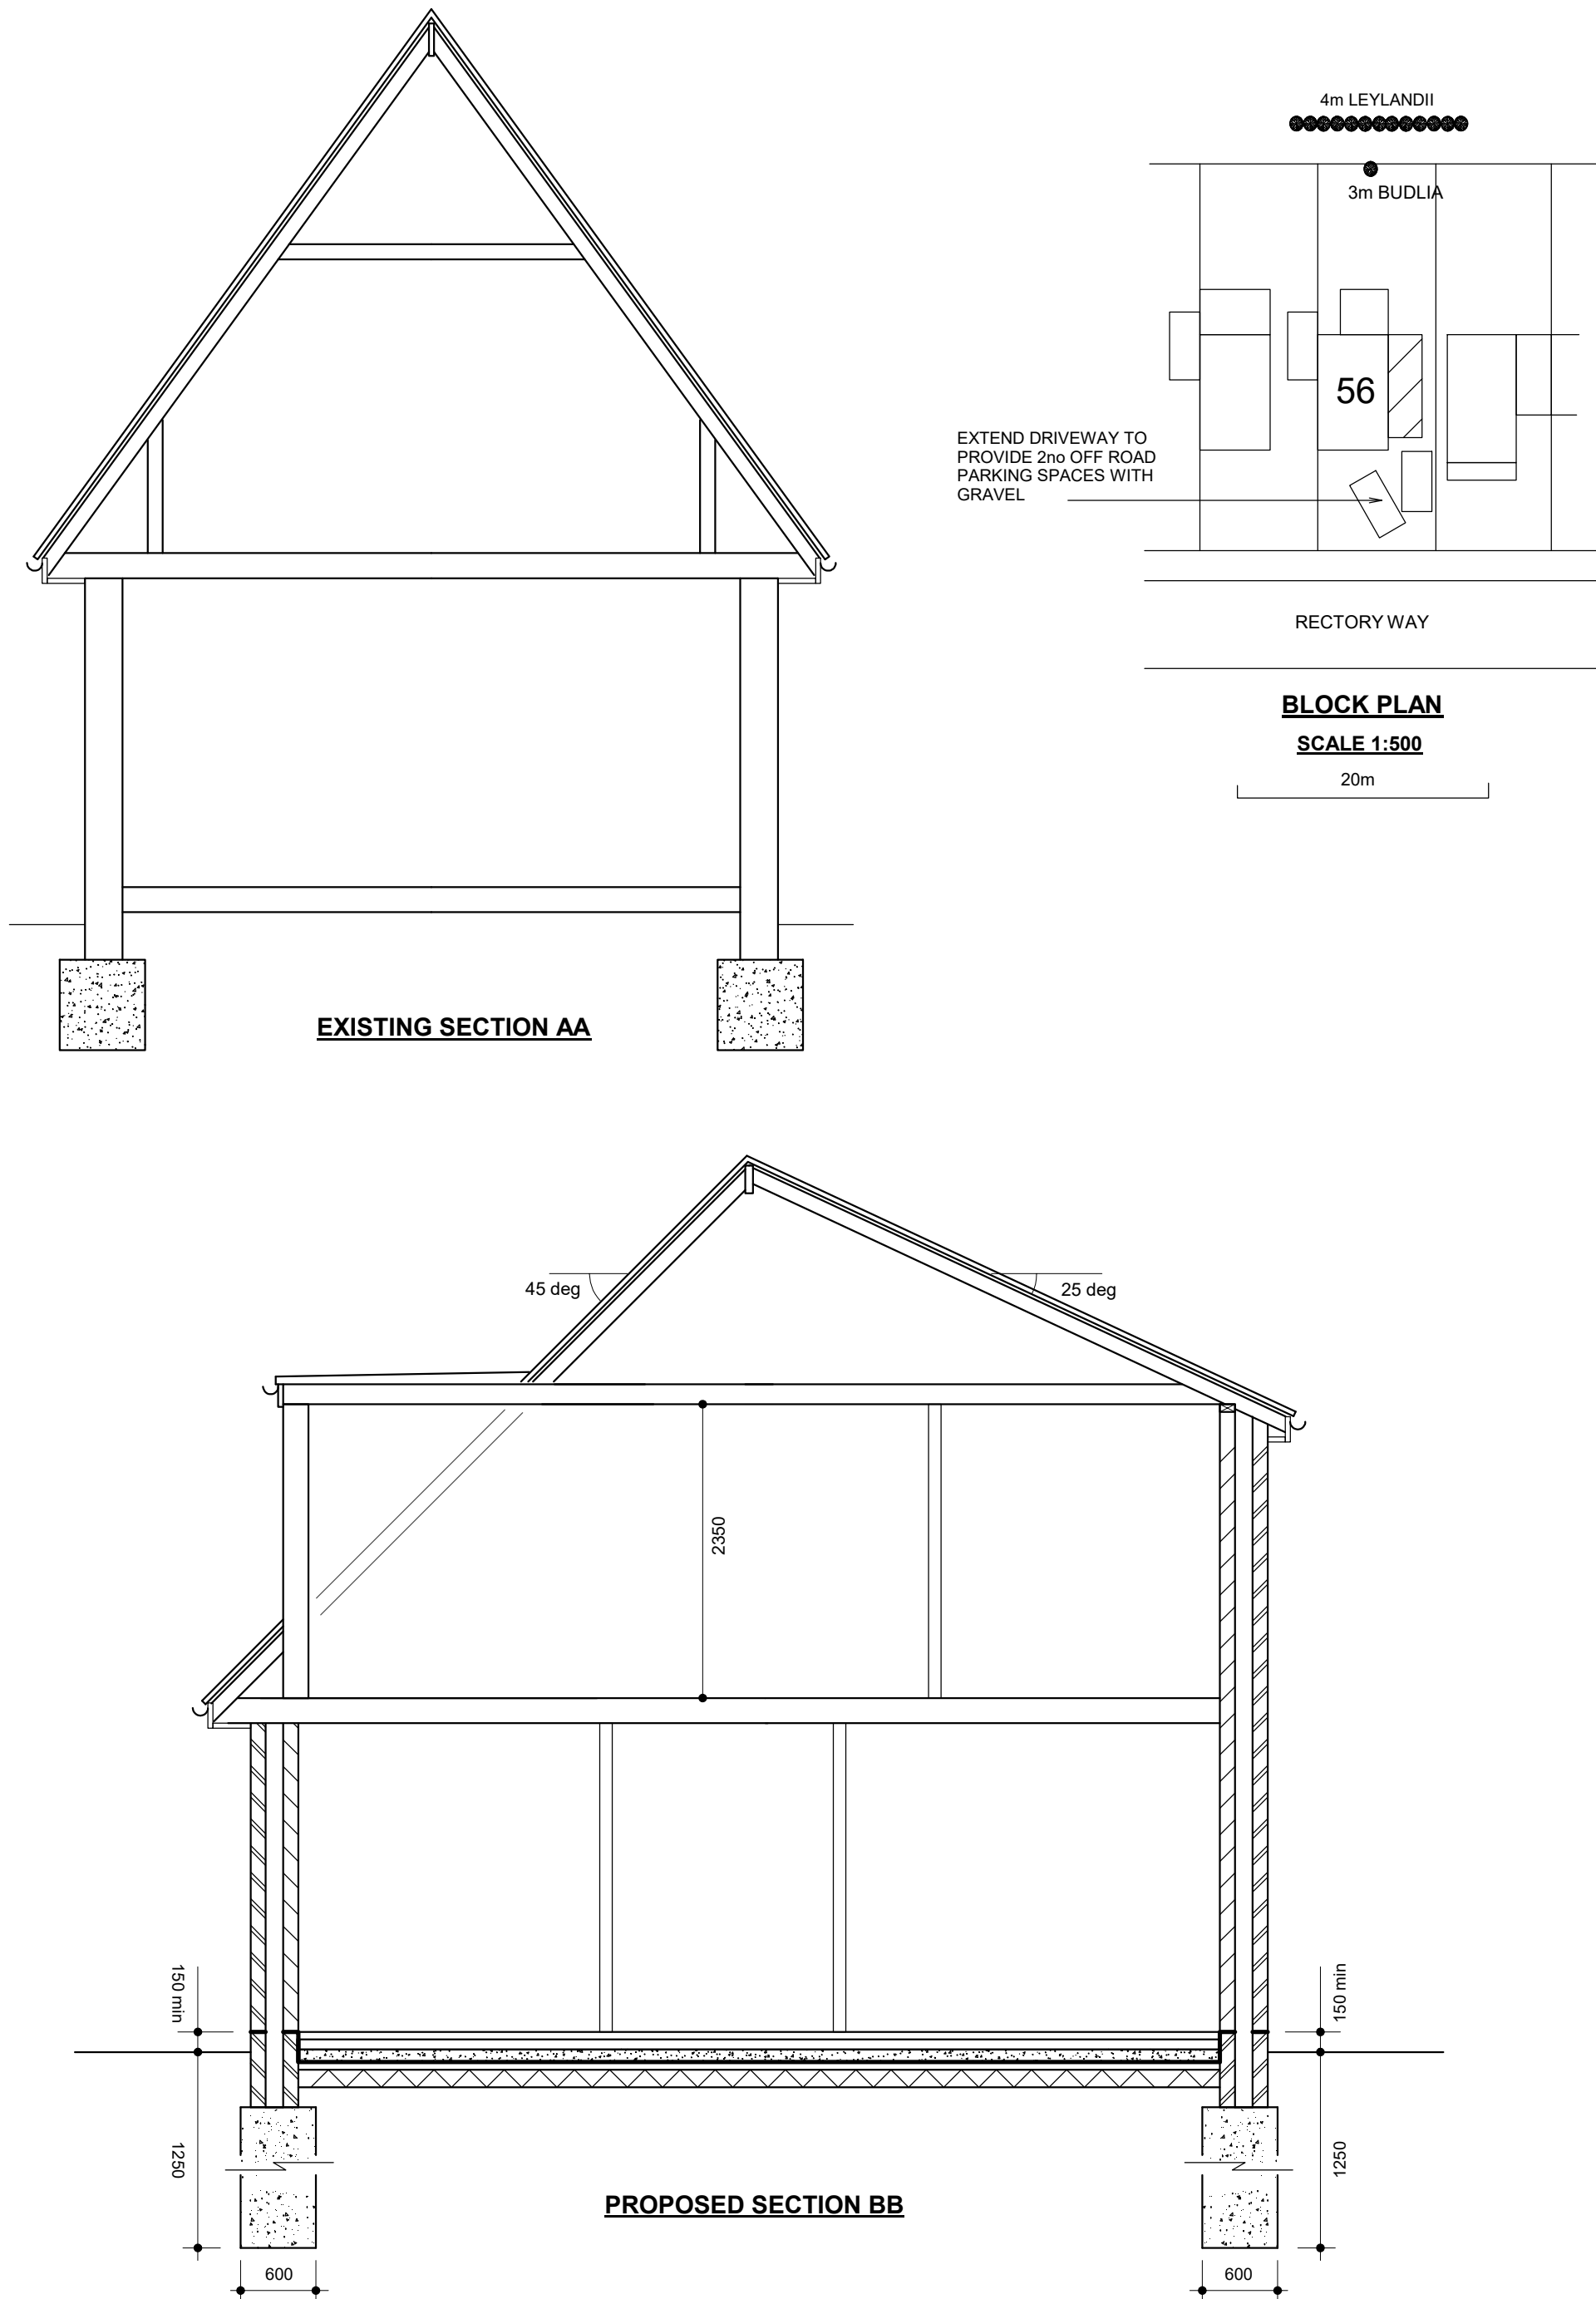 4m LEYLANDII
3m BUDLIA
56
EXTEND DRIVEWAY TO
PROVIDE 2no OFF ROAD
PARKING SPACES WITH
GRAVEL
RECTORY WAY
BLOCK PLAN
SCALE 1:500
20m
EXISTING SECTION AA
45 deg
25 deg
2350
150 min
150 min
1250
1250
PROPOSED SECTION BB
600
600